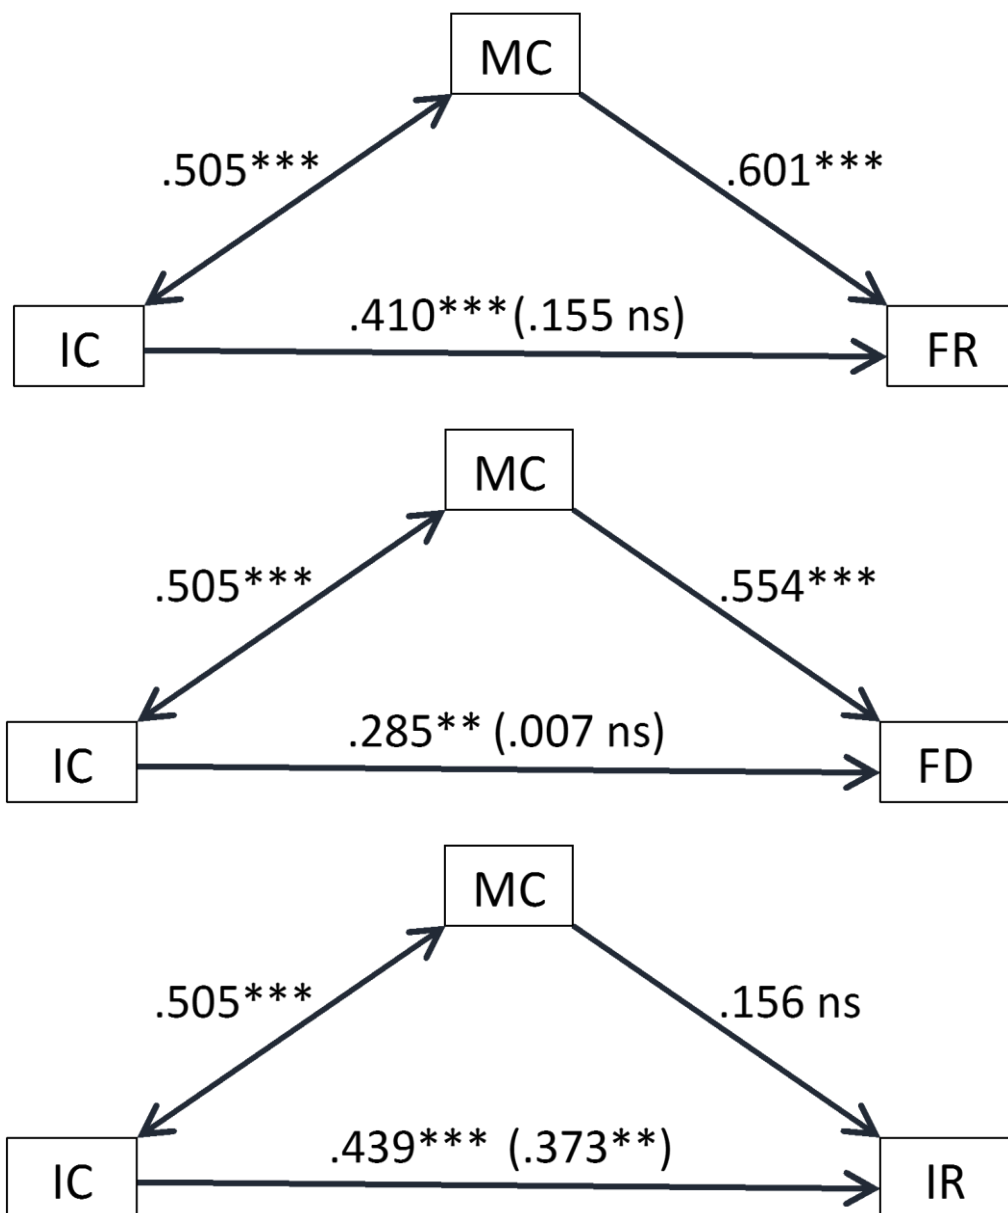 MC
.505***
.601***
.410***(.155 ns)
IC
FR
MC
.505***
.554***
.285** (.007 ns)
IC
FD
MC
.505***
.156 ns
.439*** (.373**)
IC
IR